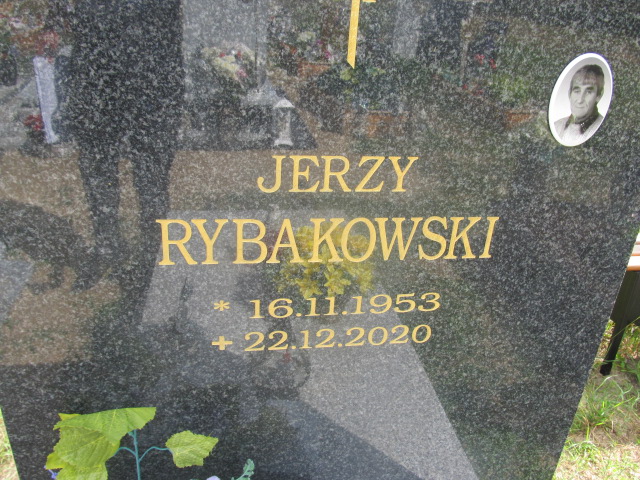 JERZY
RYBAKOWSKI
* 16.11.1953
+ 22.12.2020